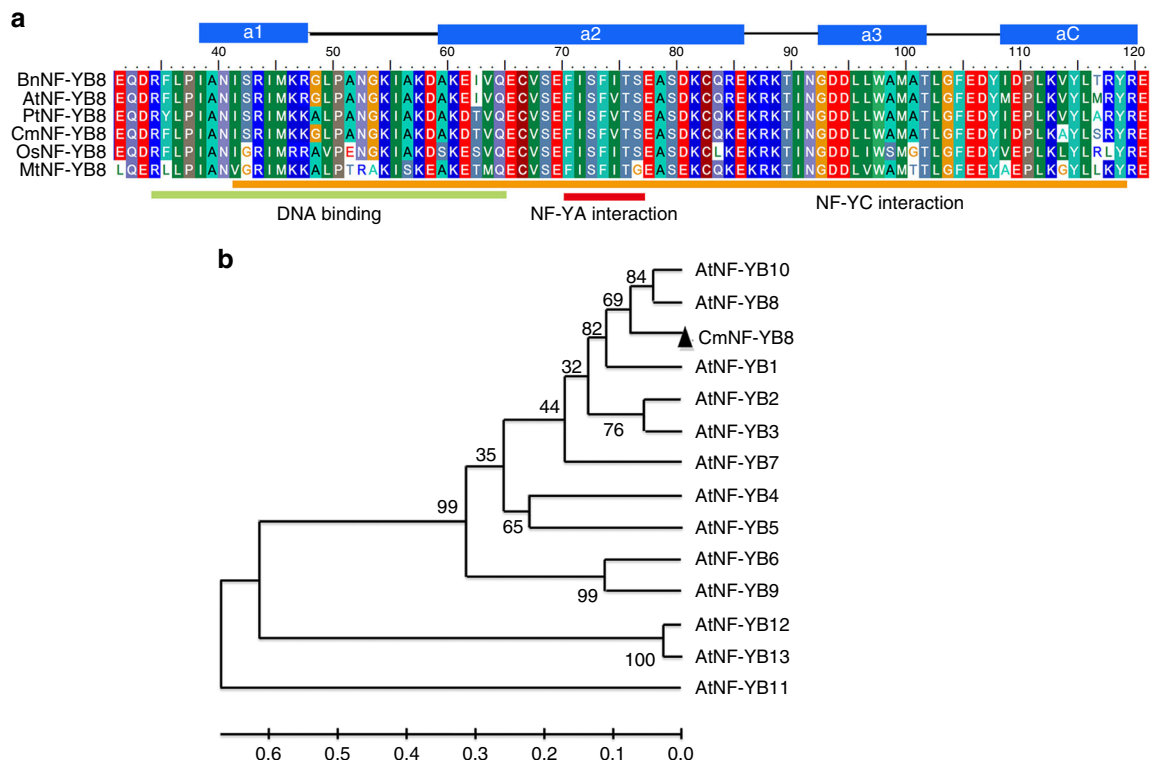 a
a1
a2
a3
aC
40 50 60 70 80 90 100 110 120
BnNF-YB8 EQDRFLPIANISRIMKRGLPANGKIAKDAKEIVQECVSEFISFITSEASDKCQREKRKTINGDDLLWAMATLGFEDYIDPLKVYLTRYRE
AtNF-YB8 EQDRFLPIANISRIMKRGLPANGKIAKDAKEIVQECVSEFISFVTSEASDKCQREKRKTINGDDLLWAMATLGFEDYMEPLKVYLMRYRE
PtNF-YB8 EQDRYLPIANISRIMKRALPANGKIAKDAKDTVQECVSEFISFITSEASDKCQKEKRKTINGDDLLWAMATLGFEDYIEPLKVYLARYRE
CmNF-YB8 EQDRFLPIANISRIMKKGLPANGKIAKDAKDTVQECVSEFISFVTSEASDKCQKEKRKTINGDDLLWAMATLGFEDYIDPLKAYLSRYRE
OsNF-YB8 EQDRFLPIANIGRIMRRAVPENGKIAKDSKESVQECVSEFISFITSEASDKCLKEKRKTINGDDLIWSMGTLGFEDYVEPLKLYLRLYRE
MtNF-YB8 LQERLLPIANVGRIMKKALPTRAKISKEAKETMQECVSEFISFITGEASEKCQKEKRKTINGDDLIWAMTTLGFEEYAEPLKGYLLKYRE
DNA binding
NF-YA interaction
NF-YC interaction
b
84
69
82
32
44
76
35
99
65
99
100
AtNF-YB10
AtNF-YB8
CmNF-YB8
AtNF-YB1
AtNF-YB2
AtNF-YB3
AtNF-YB7
AtNF-YB4
AtNF-YB5
AtNF-YB6
AtNF-YB9
AtNF-YB12
AtNF-YB13
AtNF-YB11
0.6 0.5 0.4 0.3 0.2 0.1 0.0